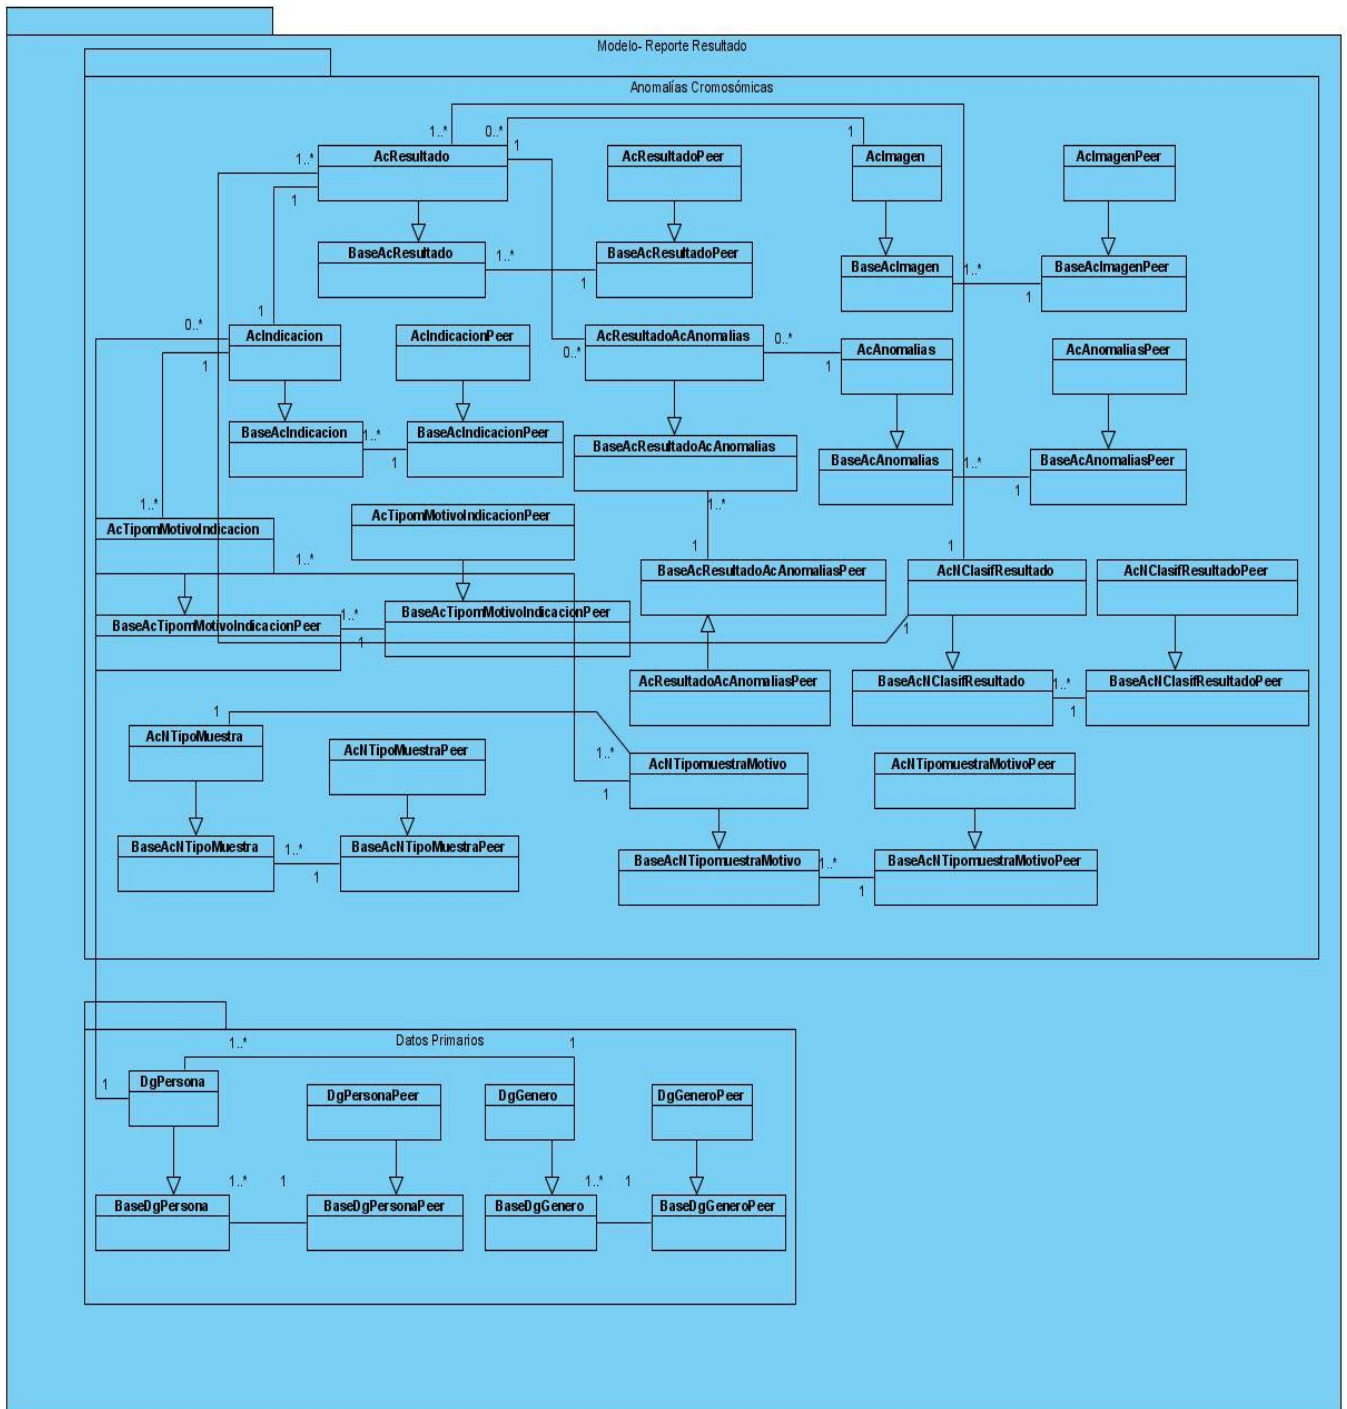 Modelo- Reporte Resultado
Anomalías Cromosómicas
1..* 0..* 1 1
1..* AcResultado AcResultadoPeer AcImagen AcImagenPeer
1
BaseAcResultado 1..* BaseAcResultadoPeer
1
BaseAcImagen 1..* BaseAcImagenPeer
1
1
0..* AcIndicacion AcIndicacionPeer AcResultadoAcAnomalias 0..* AcAnomalias AcAnomaliasPeer
1 0..* 1
BaseAcIndicacion 1..* BaseAcIndicacionPeer
1
BaseAcResultadoAcAnomalias
BaseAcAnomalias 1..* BaseAcAnomaliasPeer
1
1..* 1..*
AcTipomMotivoIndicacion AcTipomMotivoIndicacionPeer
1..* 1 1
BaseAcResultadoAcAnomaliasPeer AcNClasifResultado AcNClasifResultadoPeer
BaseAcTipomMotivoIndicacionPeer 1..* BaseAcTipomMotivoIndicacionPeer
1 1
AcResultadoAcAnomaliasPeer BaseAcNClasifResultado 1..* BaseAcNClasifResultadoPeer
1
1
AcNTipoMuestra AcNTipoMuestraPeer 1..* AcNTipomuestraMotivo AcNTipomuestraMotivoPeer
1
BaseAcNTipoMuestra 1..* BaseAcNTipoMuestraPeer
1
BaseAcNTipomuestraMotivo 1..* BaseAcNTipomuestraMotivoPeer
1
Datos Primarios
1..* 1
1 DgPersona DgPersonaPeer DgGenero DgGeneroPeer
1..* 1 1..* 1
BaseDgPersona BaseDgPersonaPeer BaseDgGenero BaseDgGeneroPeer